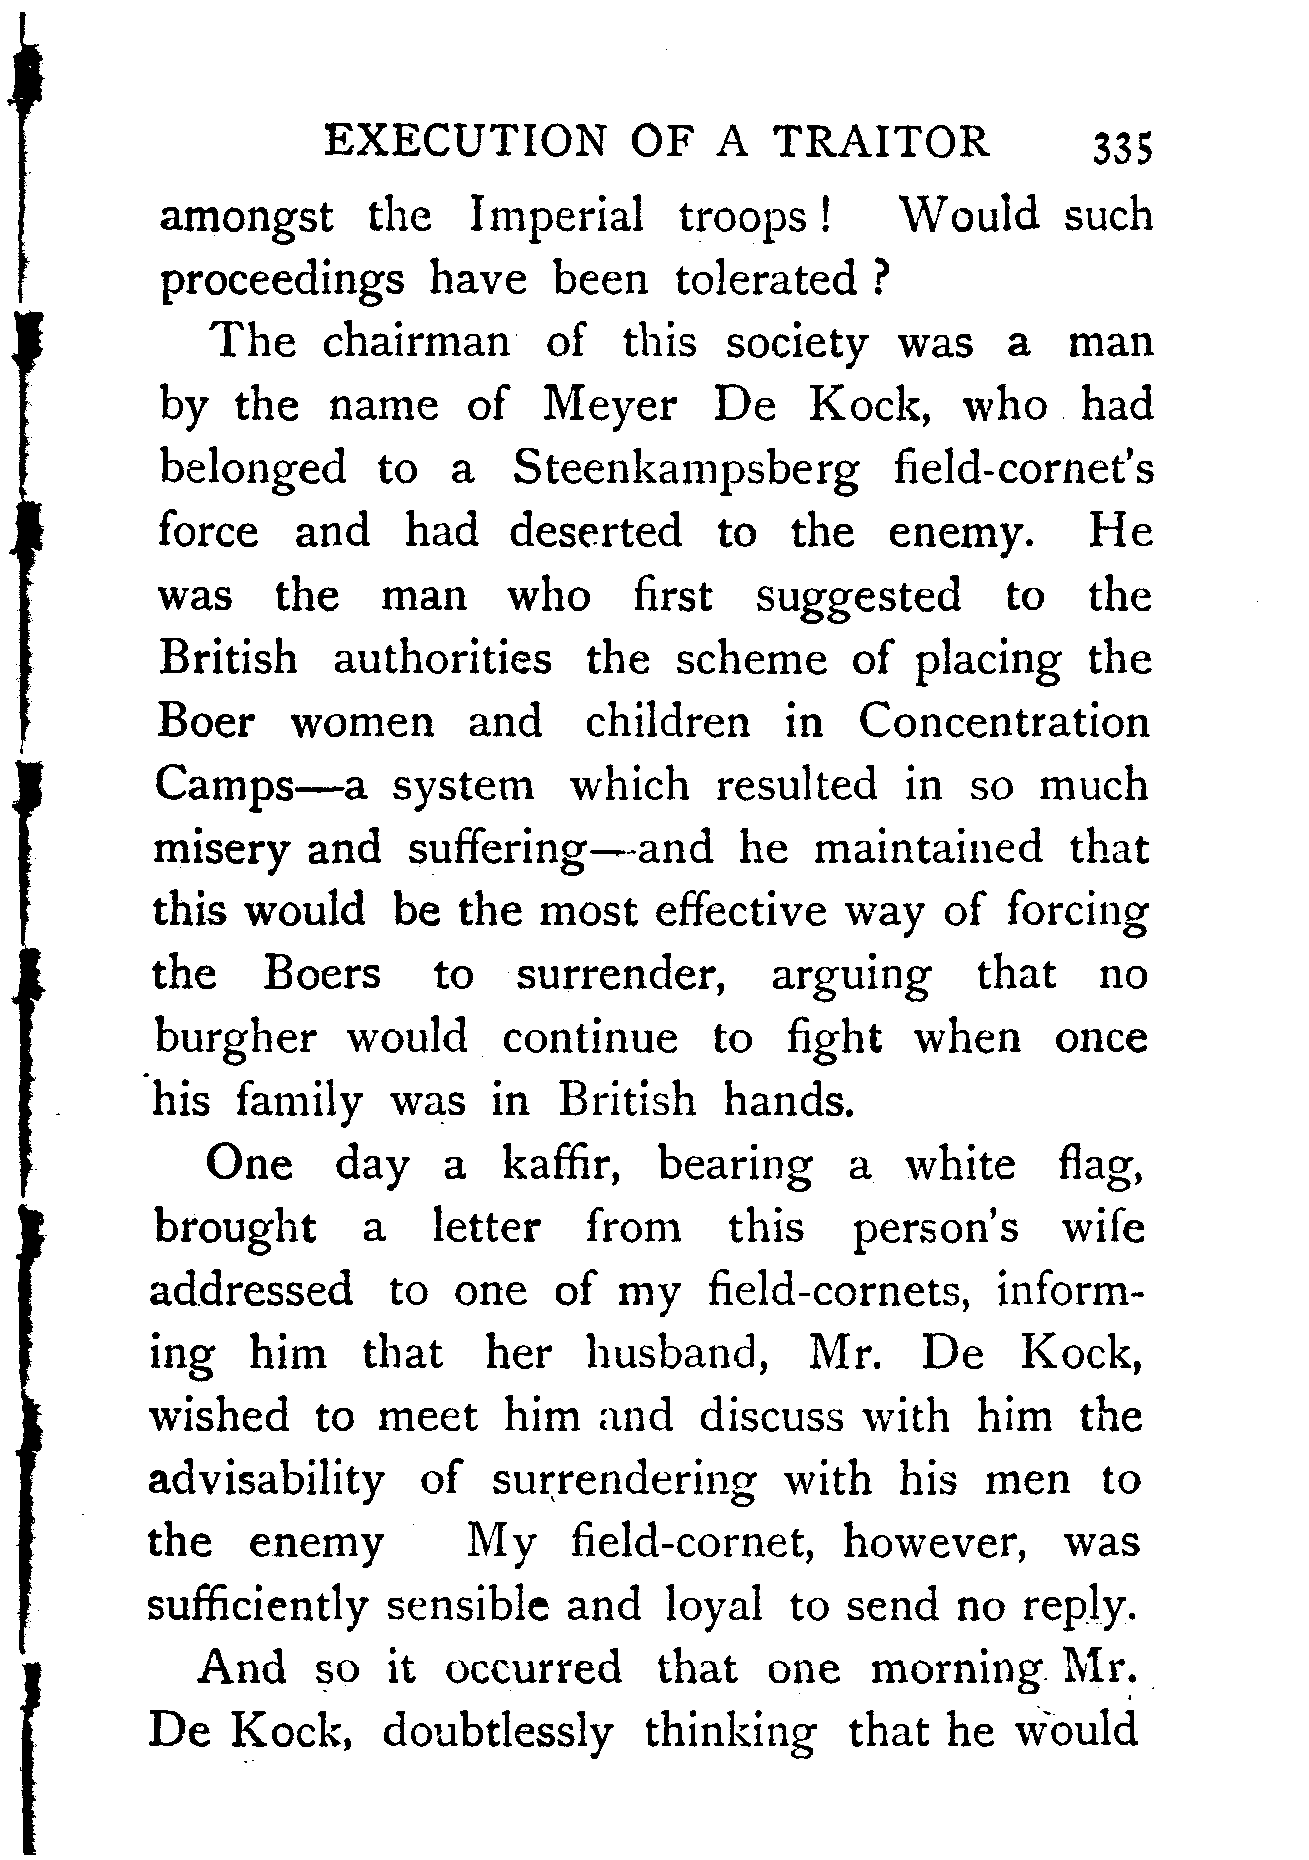 EXECUTION OF A TRAITOR 335
amongst the Imperial troops! Would such
proceedings have been tolerated?
The chairman of this society was a man
by the name of Meyer De Kock, who had
belonged to a Steenkampsberg field-cornet's
force and had deserted to the enemy. He
was the man who first suggested to the
British authorities the scheme of placing the
Boer women and children in Concentration
Camps—a system which resulted in so much
misery and suffering—and he maintained that
this would be the most effective way of forcing
the Boers to surrender, arguing that no
burgher would continue to fight when once
his family was in British hands.
One day a kaffir, bearing a white flag,
brought a letter from this person's wife
addressed to one of my field-cornets, inform-
ing him that her husband, Mr. De Kock,
wished to meet him and discuss with him the
advisability of surrendering with his men to
the enemy My field-cornet, however, was
sufficiently sensible and loyal to send no reply.
And so it occurred that one morning Mr.
De Kock, doubtlessly thinking that he would